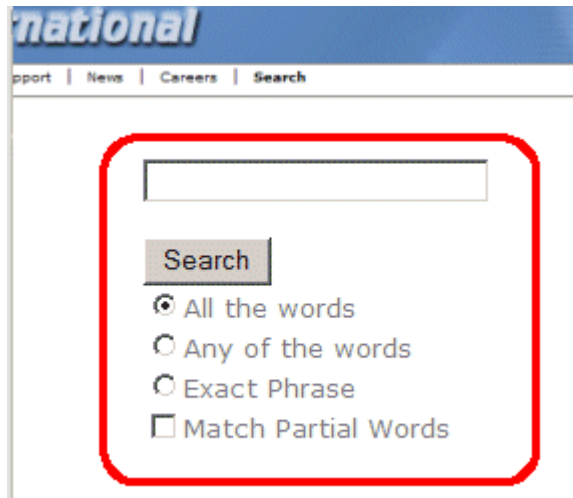 rnational
pport | News | Careers | Search
Search
All the words
Any of the words
Exact Phrase
Match Partial Words